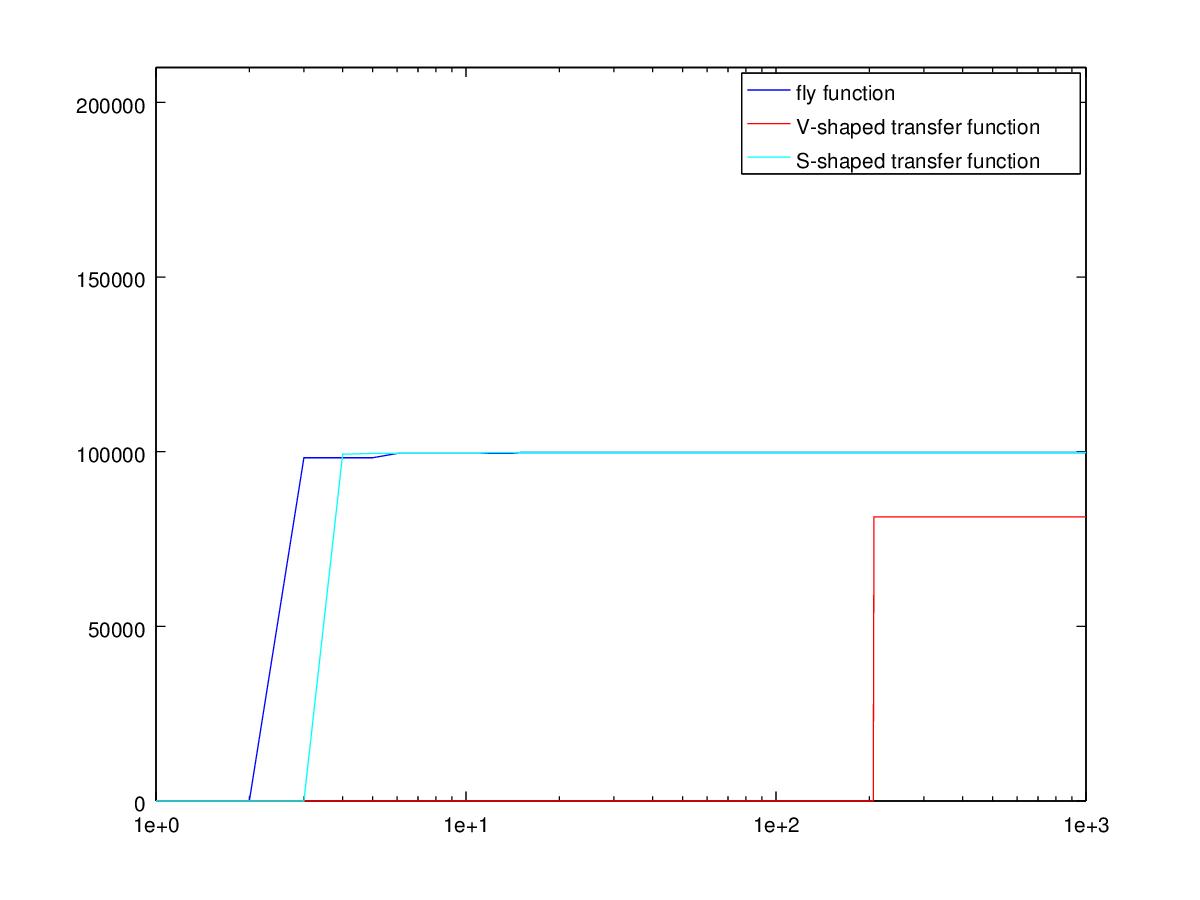 200000
150000
100000
50000
0
1e+0 1e+1 1e+2 1e+3
fly function
V-shaped transfer function
S-shaped transfer function